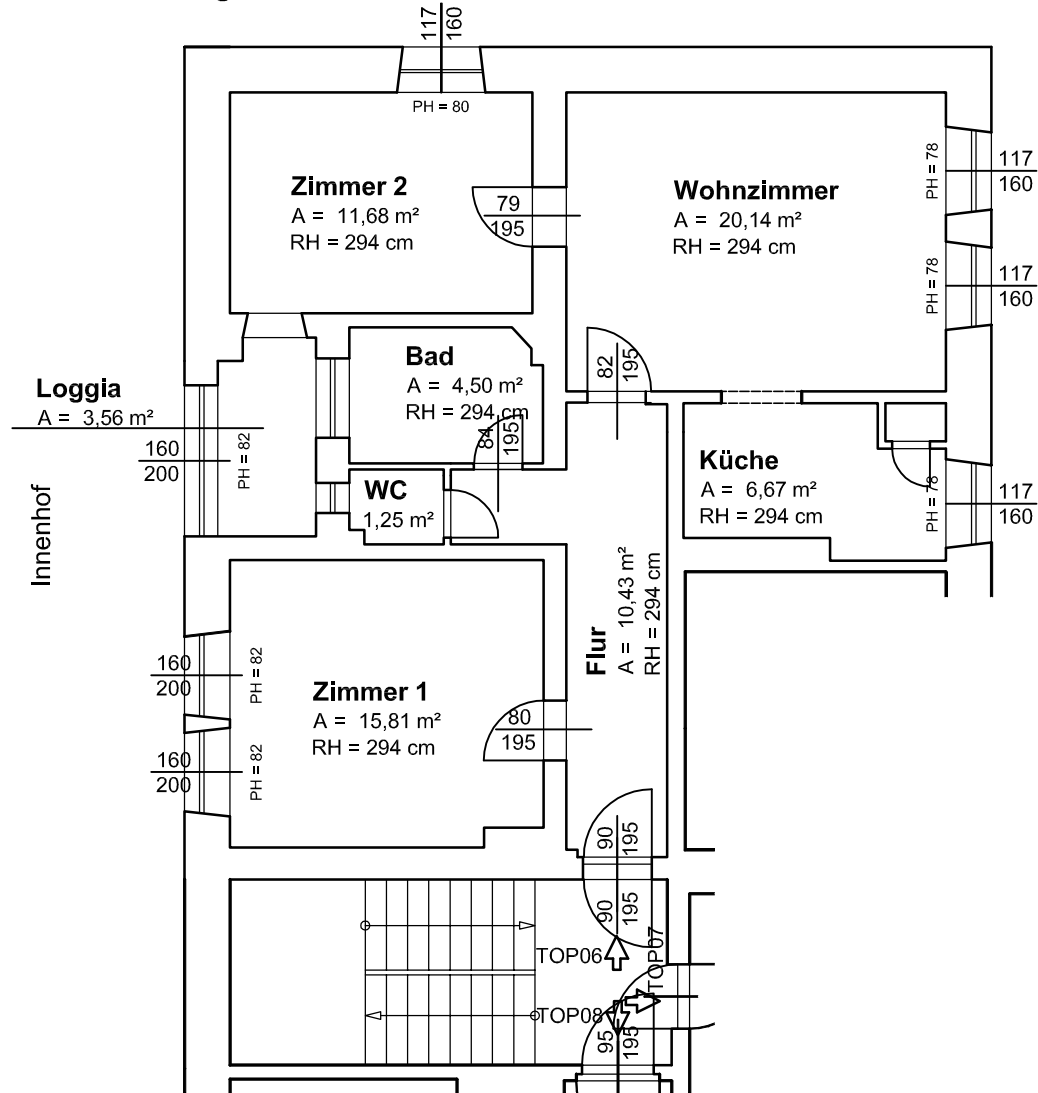 117
160
PH = 80
Zimmer 2
A = 11,68 m²
RH = 294 cm
79
195
Wohnzimmer
A = 20,14 m²
RH = 294 cm
PH = 78
117
160
PH = 78
117
160
Loggia
A = 3,56 m²
160
200
PH = 82
Bad
A = 4,50 m²
RH = 294 cm
84
195
82
195
WC
1,25 m²
Küche
A = 6,67 m²
RH = 294 cm
PH = 78
117
160
Innenhof
Flur
A = 10,43 m²
RH = 294 cm
160
200
PH = 82
Zimmer 1
A = 15,81 m²
RH = 294 cm
80
195
160
200
PH = 82
90
195
90
195
TOP06
TOP07
TOP08
95
195